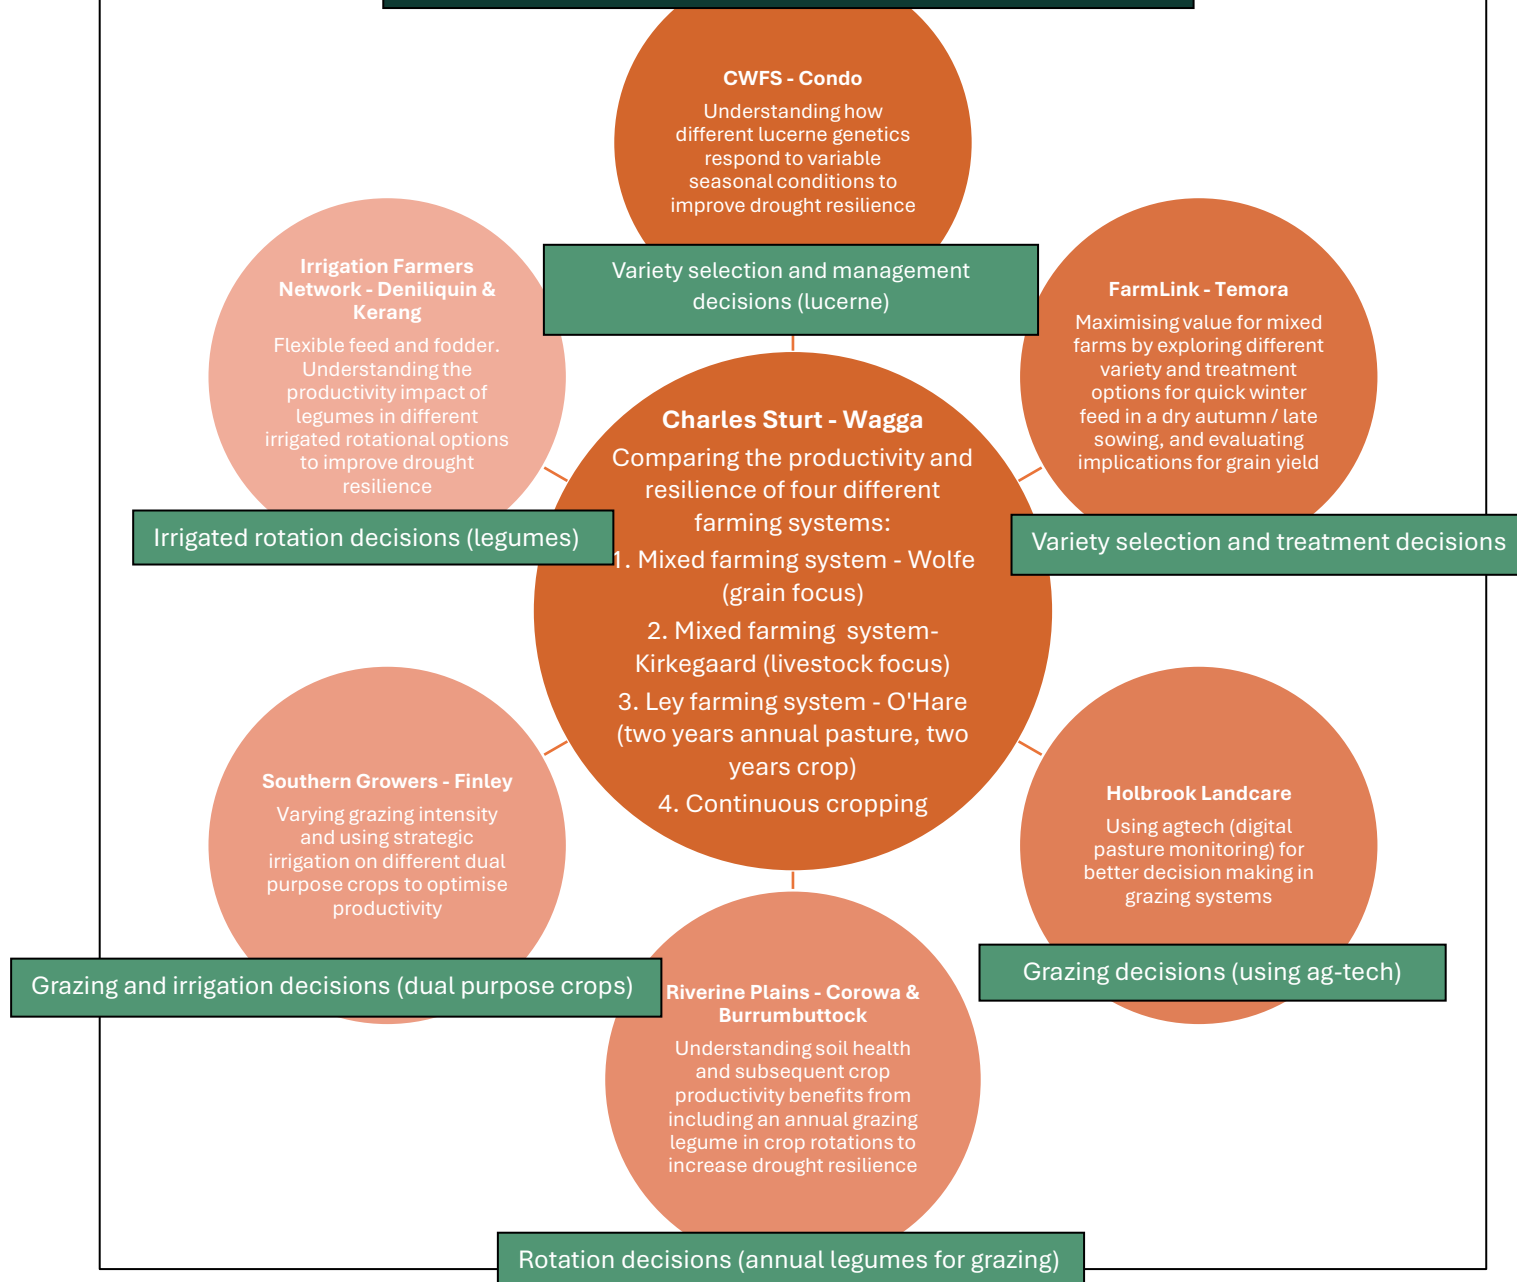 CWFS - Condo
Understanding how
different lucerne genetics
respond to variable
seasonal conditions to
improve drought resilience
Variety selection and management
decisions (lucerne)
Irrigation Farmers
Network - Deniliquin &
Kerang
Flexible feed and fodder.
Understanding the
productivity impact of
legumes in different
irrigated rotational options
to improve drought
resilience
Irrigated rotation decisions (legumes)
FarmLink - Temora
Maximising value for mixed
farms by exploring different
variety and treatment
options for quick winter
feed in a dry autumn / late
sowing, and evaluating
implications for grain yield
Variety selection and treatment decisions
Charles Sturt - Wagga
Comparing the productivity and
resilience of four different
farming systems:
1. Mixed farming system - Wolfe
(grain focus)
2. Mixed farming  system-
Kirkegaard (livestock focus)
3. Ley farming system - O'Hare
(two years annual pasture, two
years crop)
4. Continuous cropping
Southern Growers - Finley
Varying grazing intensity
and using strategic
irrigation on different dual
purpose crops to optimise
productivity
Grazing and irrigation decisions (dual purpose crops)
Holbrook Landcare
Using agtech (digital
pasture monitoring) for
better decision making in
grazing systems
Grazing decisions (using ag-tech)
Riverine Plains - Corowa &
Burrumbuttock
Understanding soil health
and subsequent crop
productivity benefits from
including an annual grazing
legume in crop rotations to
increase drought resilience
Rotation decisions (annual legumes for grazing)